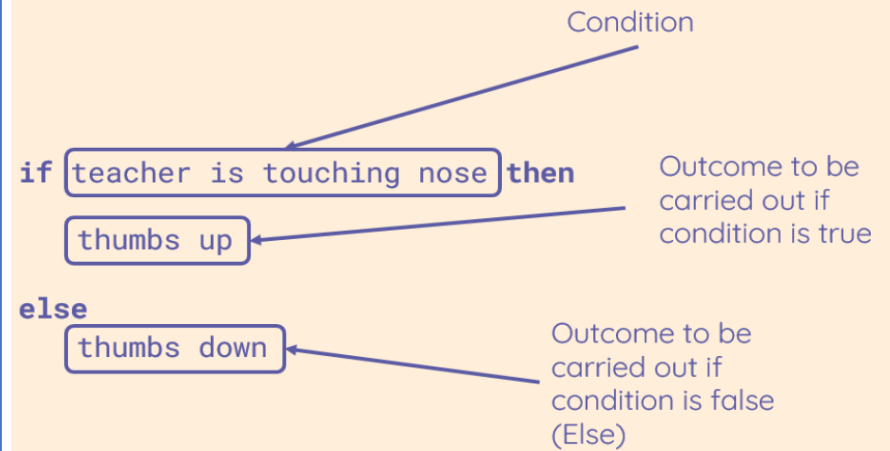 Condition
if teacher is touching nose then
Outcome to be
carried out if
condition is true
thumbs up
else
thumbs down
Outcome to be
carried out if
condition is false
(Else)